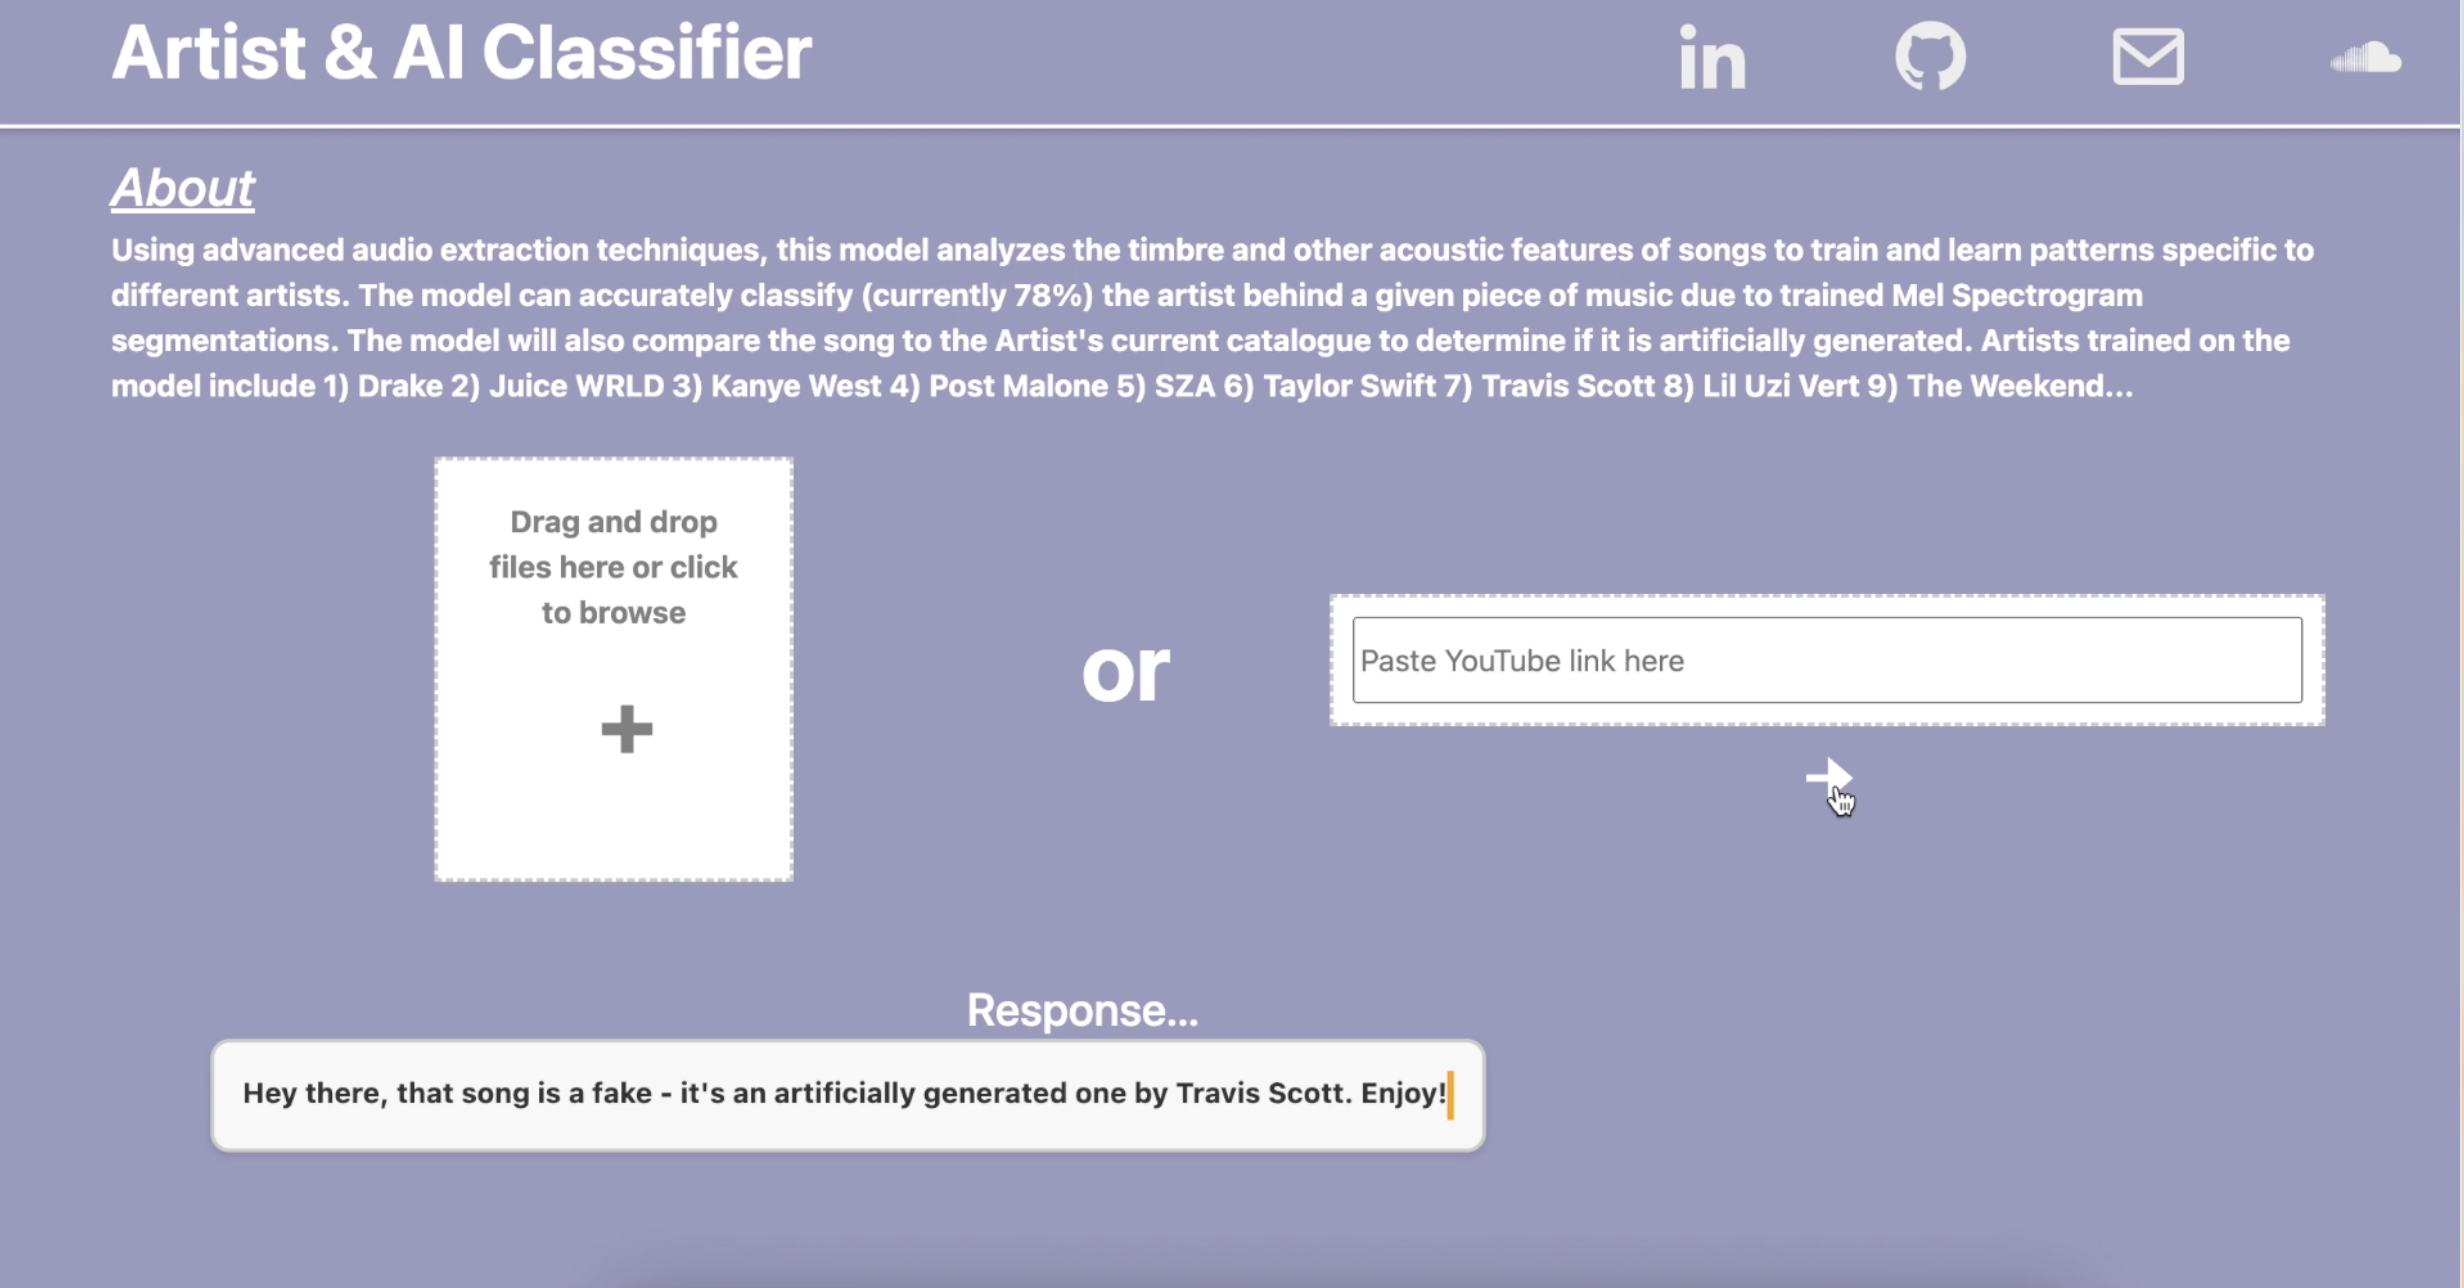 Artist & AI Classifier
in
About
Using advanced audio extraction techniques, this model analyzes the timbre and other acoustic features of songs to train and learn patterns specific to
different artists. The model can accurately classify (currently 78%) the artist behind a given piece of music due to trained Mel Spectrogram
segmentations. The model will also compare the song to the Artist's current catalogue to determine if it is artificially generated. Artists trained on the
model include 1) Drake 2) Juice WRLD 3) Kanye West 4) Post Malone 5) SZA 6) Taylor Swift 7) Travis Scott 8) Lil Uzi Vert 9) The Weekend...
Drag and drop
files here or click
to browse
or
Paste YouTube link here
Response...
Hey there, that song is a fake - it's an artificially generated one by Travis Scott. Enjoy!